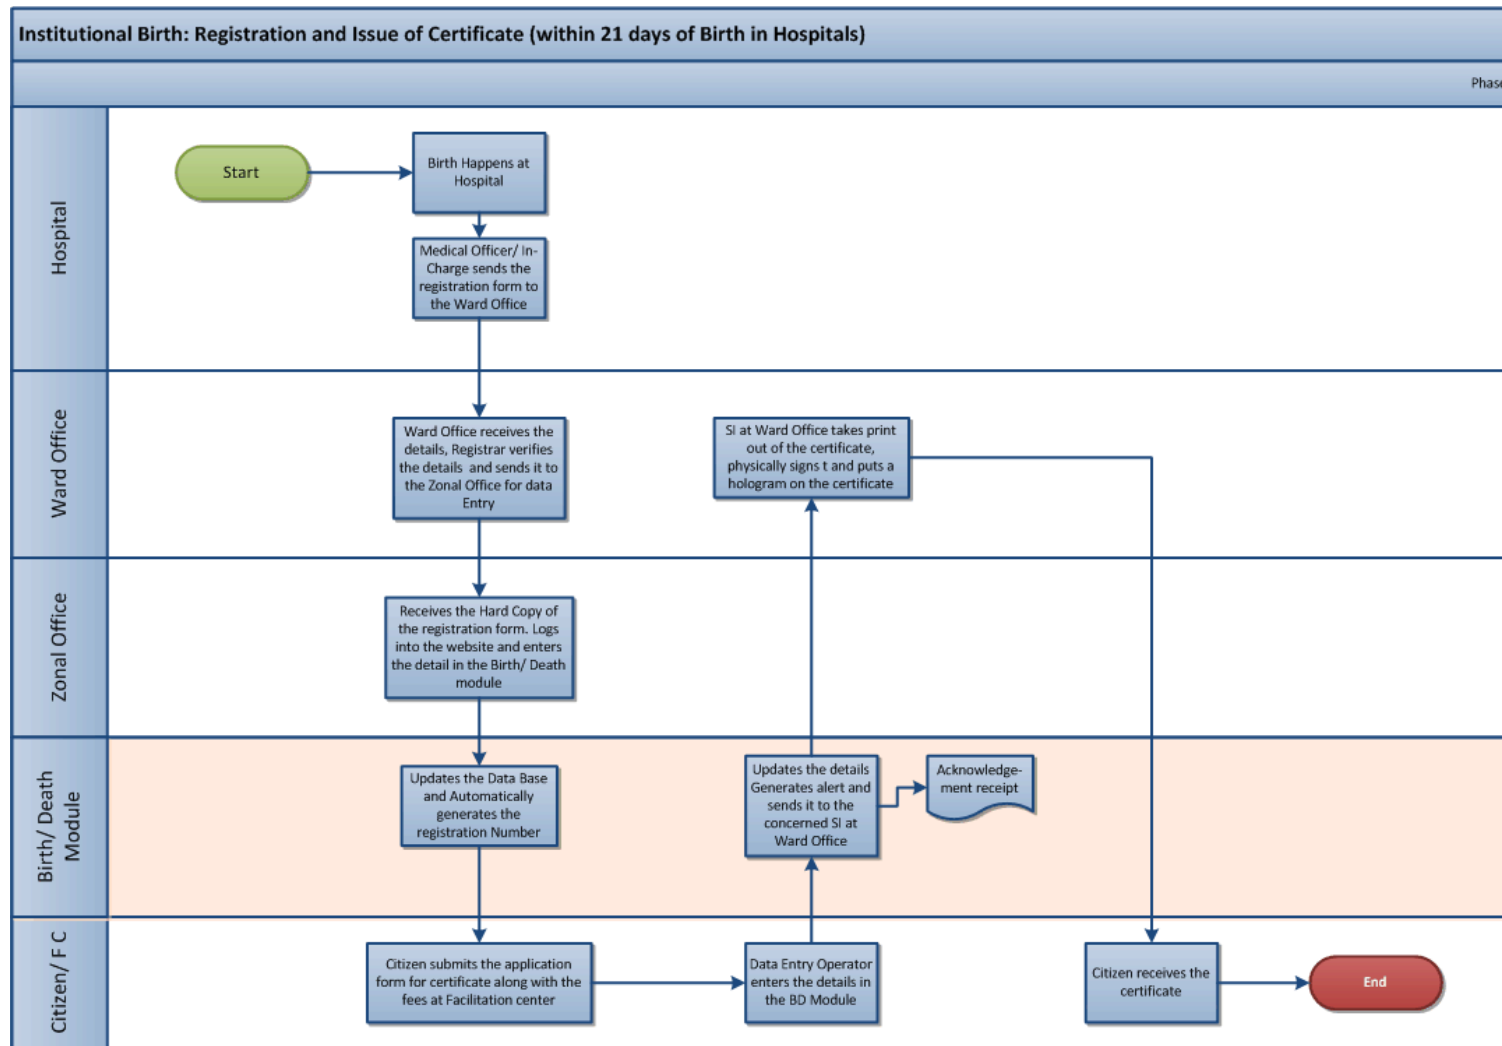 Institutional Birth: Registration and Issue of Certificate (within 21 days of Birth in Hospitals)
Phase
Hospital
Start
Birth Happens at
Hospital
Medical Officer/ In-
Charge sends the
registration form to
the Ward Office
Ward Office
Ward Office receives the
details, Registrar verifies
the details  and sends it to
the Zonal Office for data
Entry
SI at Ward Office takes print
out of the certificate,
physically signs t and puts a
hologram on the certificate
Zonal Office
Receives the Hard Copy of
the registration form. Logs
into the website and enters
the detail in the Birth/ Death
module
Birth/ Death
Module
Updates the Data Base
and Automatically
generates the
registration Number
Updates the details
Generates alert and
sends it to the
concerned SI at
Ward Office
Acknowledge-
ment receipt
Citizen/ F C
Citizen submits the application
form for certificate along with the
fees at Facilitation center
Data Entry Operator
enters the details in
the BD Module
Citizen receives the
certificate
End